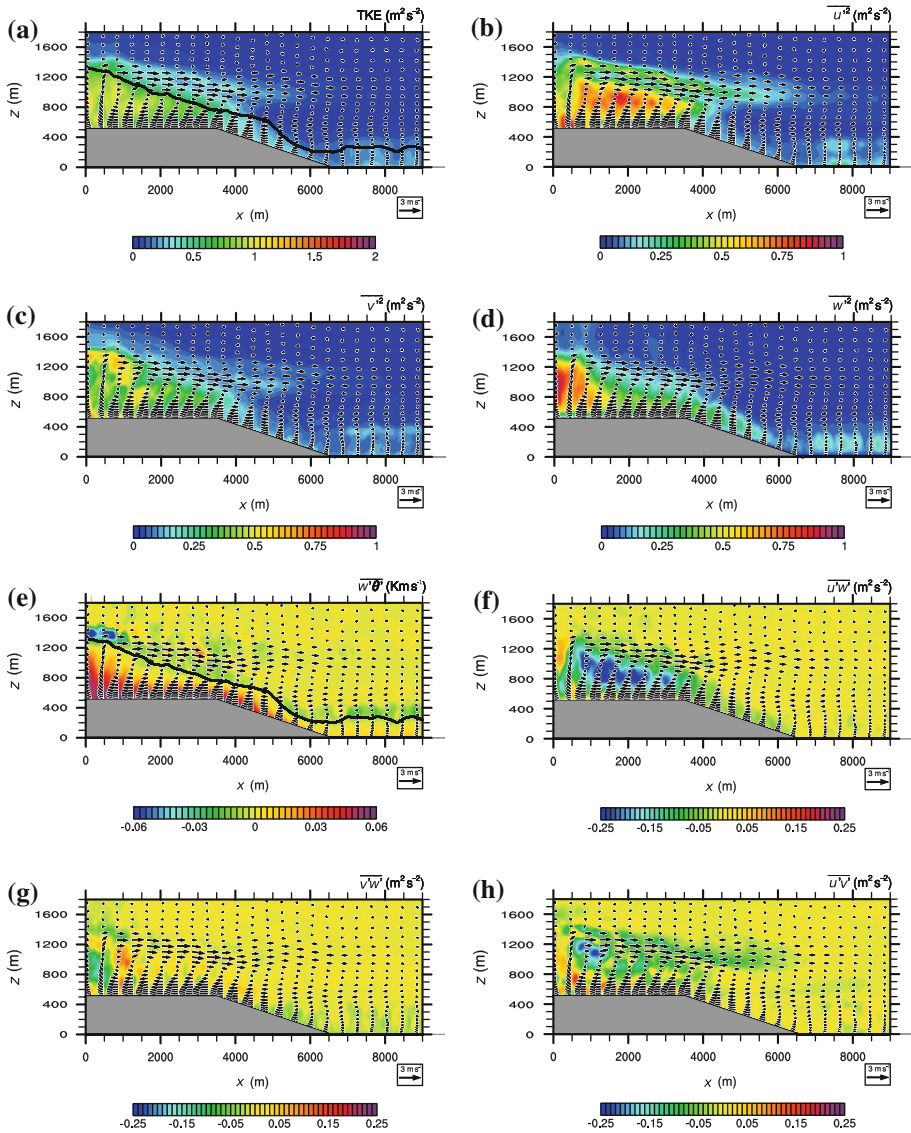 (a) TKE (m²s⁻²)
1600
1200
800
400
0
z (m)
0 2000 4000 6000 8000
x (m)
3 ms⁻¹
0 0.5 1 1.5 2
(b) u'² (m²s⁻²)
1600
1200
800
400
0
z (m)
0 2000 4000 6000 8000
x (m)
3 ms⁻¹
0 0.25 0.5 0.75 1
(c) v'² (m²s⁻²)
1600
1200
800
400
0
z (m)
0 2000 4000 6000 8000
x (m)
3 ms⁻¹
0 0.25 0.5 0.75 1
(d) w'² (m²s⁻²)
1600
1200
800
400
0
z (m)
0 2000 4000 6000 8000
x (m)
3 ms⁻¹
0 0.25 0.5 0.75 1
(e) w'θ' (Kms⁻¹)
1600
1200
800
400
0
z (m)
0 2000 4000 6000 8000
x (m)
3 ms⁻¹
-0.06 -0.03 0 0.03 0.06
(f) u'w' (m²s⁻²)
1600
1200
800
400
0
z (m)
0 2000 4000 6000 8000
x (m)
3 ms⁻¹
-0.25 -0.15 -0.05 0.05 0.15 0.25
(g) v'w' (m²s⁻²)
1600
1200
800
400
0
z (m)
0 2000 4000 6000 8000
x (m)
3 ms⁻¹
-0.25 -0.15 -0.05 0.05 0.15 0.25
(h) u'v' (m²s⁻²)
1600
1200
800
400
0
z (m)
0 2000 4000 6000 8000
x (m)
3 ms⁻¹
-0.25 -0.15 -0.05 0.05 0.15 0.25